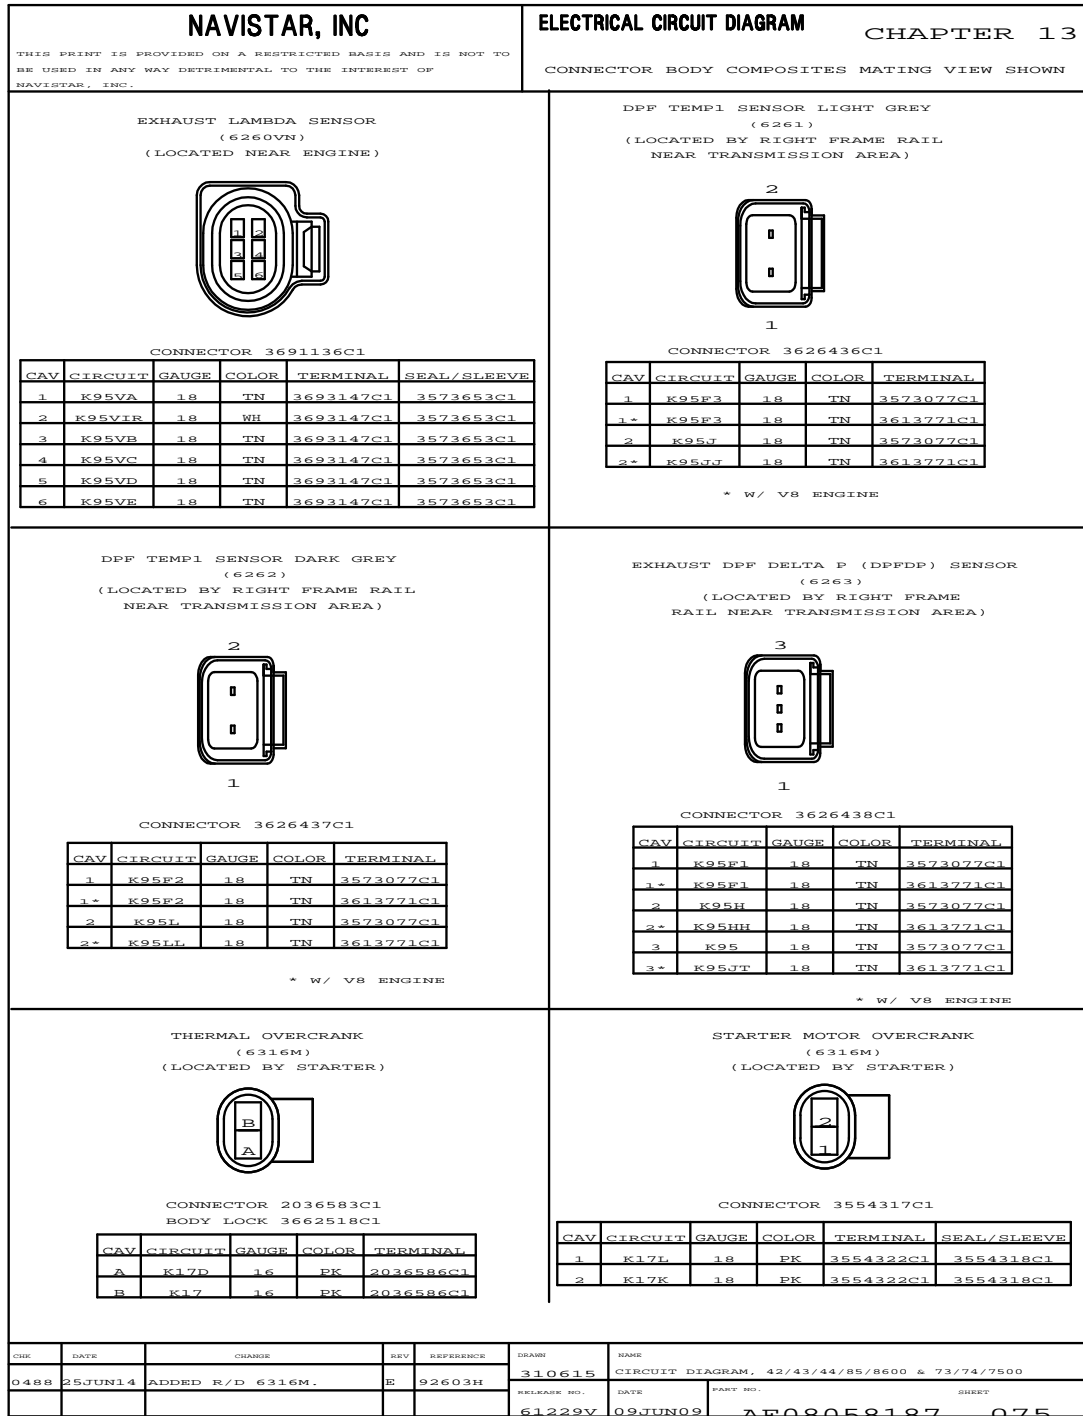 NAVISTAR, INC
THIS PRINT IS PROVIDED ON A RESTRICTED BASIS AND IS NOT TO
BE USED IN ANY WAY DETRIMENTAL TO THE INTEREST OF
NAVISTAR, INC.
ELECTRICAL CIRCUIT DIAGRAM CHAPTER 13
CONNECTOR BODY COMPOSITES MATING VIEW SHOWN
EXHAUST LAMBDA SENSOR
(6260VN)
(LOCATED NEAR ENGINE)
1 2
3 4
5 6
CONNECTOR 3691136C1
CAV CIRCUIT GAUGE COLOR TERMINAL SEAL/SLEEVE
1 K95VA 18 TN 3693147C1 3573653C1
2 K95VIR 18 WH 3693147C1 3573653C1
3 K95VB 18 TN 3693147C1 3573653C1
4 K95VC 18 TN 3693147C1 3573653C1
5 K95VD 18 TN 3693147C1 3573653C1
6 K95VE 18 TN 3693147C1 3573653C1
DPF TEMP1 SENSOR LIGHT GREY
(6261)
(LOCATED BY RIGHT FRAME RAIL
NEAR TRANSMISSION AREA)
2
1
CONNECTOR 3626436C1
CAV CIRCUIT GAUGE COLOR TERMINAL
1 K95F3 18 TN 3573077C1
1* K95F3 18 TN 3613771C1
2 K95J 18 TN 3573077C1
2* K95JJ 18 TN 3613771C1
* W/ V8 ENGINE
DPF TEMP1 SENSOR DARK GREY
(6262)
(LOCATED BY RIGHT FRAME RAIL
NEAR TRANSMISSION AREA)
2
1
CONNECTOR 3626437C1
CAV CIRCUIT GAUGE COLOR TERMINAL
1 K95F2 18 TN 3573077C1
1* K95F2 18 TN 3613771C1
2 K95L 18 TN 3573077C1
2* K95LL 18 TN 3613771C1
* W/ V8 ENGINE
EXHAUST DPF DELTA P (DPFDP) SENSOR
(6263)
(LOCATED BY RIGHT FRAME
RAIL NEAR TRANSMISSION AREA)
3
1
CONNECTOR 3626438C1
CAV CIRCUIT GAUGE COLOR TERMINAL
1 K95F1 18 TN 3573077C1
1* K95F1 18 TN 3613771C1
2 K95H 18 TN 3573077C1
2* K95HH 18 TN 3613771C1
3 K95 18 TN 3573077C1
3* K95JT 18 TN 3613771C1
* W/ V8 ENGINE
THERMAL OVERCRANK
(6316M)
(LOCATED BY STARTER)
B
A
CONNECTOR 2036583C1
BODY LOCK 3662518C1
CAV CIRCUIT GAUGE COLOR TERMINAL
A K17D 16 PK 2036586C1
B K17 16 PK 2036586C1
STARTER MOTOR OVERCRANK
(6316M)
(LOCATED BY STARTER)
2
1
CONNECTOR 3554317C1
CAV CIRCUIT GAUGE COLOR TERMINAL SEAL/SLEEVE
1 K17L 18 PK 3554322C1 3554318C1
2 K17K 18 PK 3554322C1 3554318C1
CHK DATE CHANGE REV REFERENCE
0488 25JUN14 ADDED R/D 6316M. E 92603H
DRAWN NAME
310615 CIRCUIT DIAGRAM, 42/43/44/85/8600 & 73/74/7500
RELEASE NO. DATE PART NO. SHEET
61229V 09JUN09 AE08058187 075